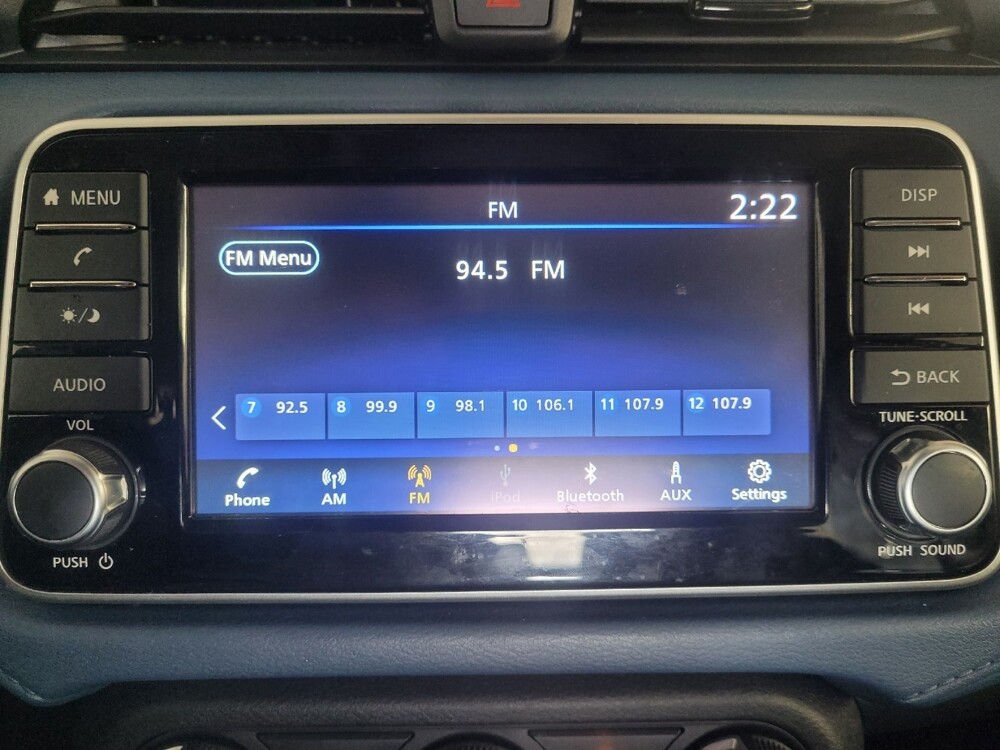 MENU
AUDIO
VOL
PUSH
FM
2:22
FM Menu
94.5 FM
7 92.5
8 99.9
9 98.1
10 106.1
11 107.9
12 107.9
Phone
AM
FM
iPod
Bluetooth
AUX
Settings
DISP
BACK
TUNE·SCROLL
PUSH SOUND